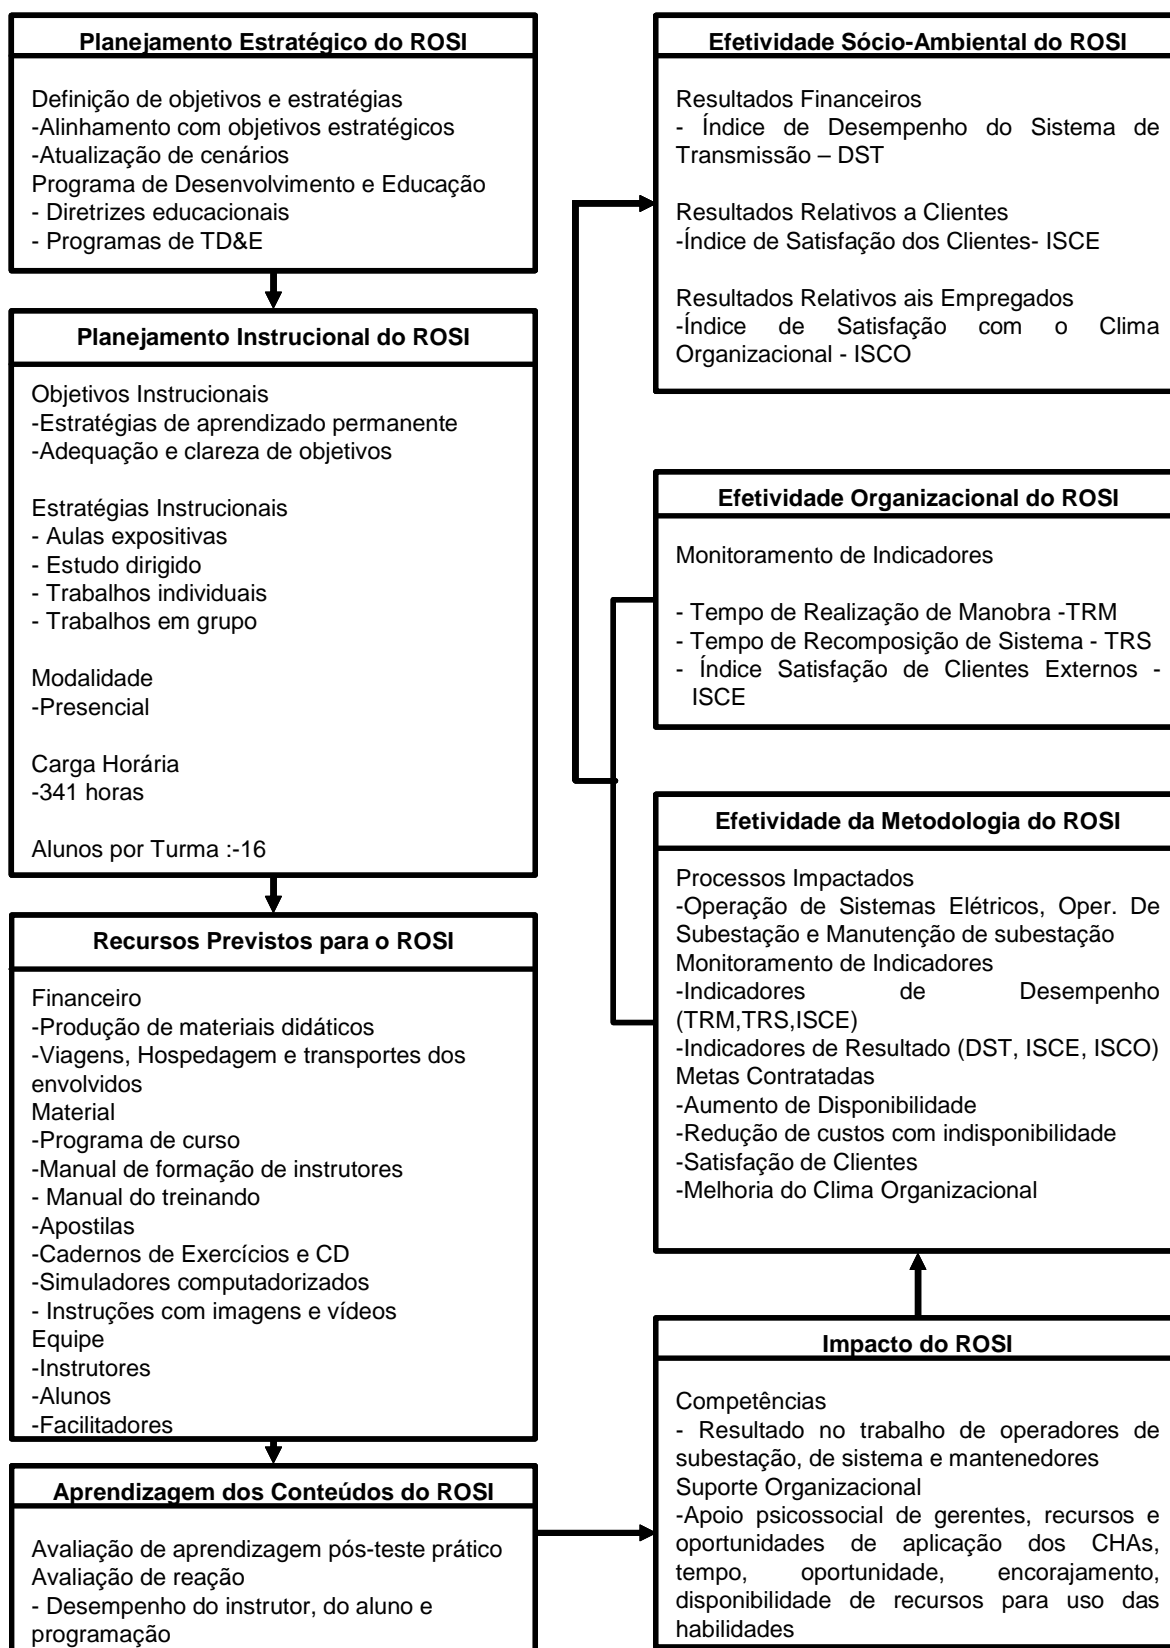 Planejamento Estratégico do ROSI
Definição de objetivos e estratégias
-Alinhamento com objetivos estratégicos
-Atualização de cenários
Programa de Desenvolvimento e Educação
- Diretrizes educacionais
- Programas de TD&E
Planejamento Instrucional do ROSI
Objetivos Instrucionais
-Estratégias de aprendizado permanente
-Adequação e clareza de objetivos
Estratégias Instrucionais
- Aulas expositivas
- Estudo dirigido
- Trabalhos individuais
- Trabalhos em grupo
Modalidade
-Presencial
Carga Horária
-341 horas
Alunos por Turma :-16
Recursos Previstos para o ROSI
Financeiro
-Produção de materiais didáticos
-Viagens, Hospedagem e transportes dos
envolvidos
Material
-Programa de curso
-Manual de formação de instrutores
- Manual do treinando
-Apostilas
-Cadernos de Exercícios e CD
-Simuladores computadorizados
- Instruções com imagens e vídeos
Equipe
-Instrutores
-Alunos
-Facilitadores
Aprendizagem dos Conteúdos do ROSI
Avaliação de aprendizagem pós-teste prático
Avaliação de reação
- Desempenho do instrutor, do aluno e
programação
Efetividade Sócio-Ambiental do ROSI
Resultados Financeiros
- Índice de Desempenho do Sistema de
Transmissão – DST
Resultados Relativos a Clientes
-Índice de Satisfação dos Clientes- ISCE
Resultados Relativos ais Empregados
-Índice de Satisfação com o Clima
Organizacional - ISCO
Efetividade Organizacional do ROSI
Monitoramento de Indicadores
- Tempo de Realização de Manobra -TRM
- Tempo de Recomposição de Sistema - TRS
- Índice Satisfação de Clientes Externos -
ISCE
Efetividade da Metodologia do ROSI
Processos Impactados
-Operação de Sistemas Elétricos, Oper. De
Subestação e Manutenção de subestação
Monitoramento de Indicadores
-Indicadores de Desempenho
(TRM,TRS,ISCE)
-Indicadores de Resultado (DST, ISCE, ISCO)
Metas Contratadas
-Aumento de Disponibilidade
-Redução de custos com indisponibilidade
-Satisfação de Clientes
-Melhoria do Clima Organizacional
Impacto do ROSI
Competências
- Resultado no trabalho de operadores de
subestação, de sistema e mantenedores
Suporte Organizacional
-Apoio psicossocial de gerentes, recursos e
oportunidades de aplicação dos CHAs,
tempo, oportunidade, encorajamento,
disponibilidade de recursos para uso das
habilidades